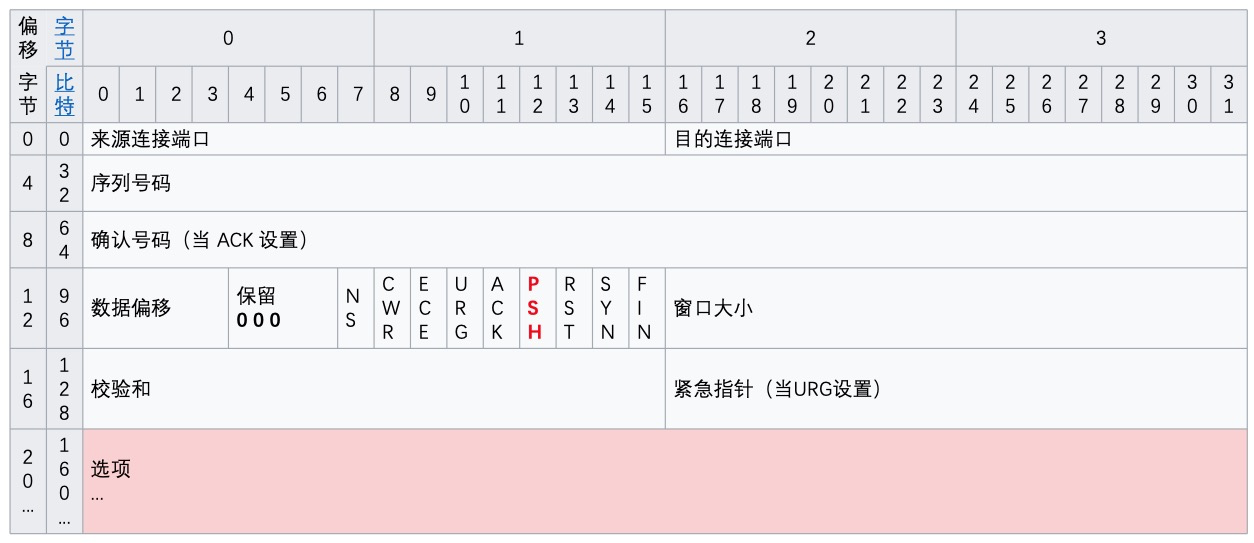 偏移 字节 0 1 2 3
字节 比特 0 1 2 3 4 5 6 7 8 9 10 11 12 13 14 15 16 17 18 19 20 21 22 23 24 25 26 27 28 29 30 31
0 0 来源连接端口 目的连接端口
4 32 序列号码
8 64 确认号码（当 ACK 设置）
12 96 数据偏移 保留 000 NS CWR ECE URG ACK PSH RST SYN FIN 窗口大小
16 128 校验和 紧急指针（当URG设置）
20... 160... 选项
...